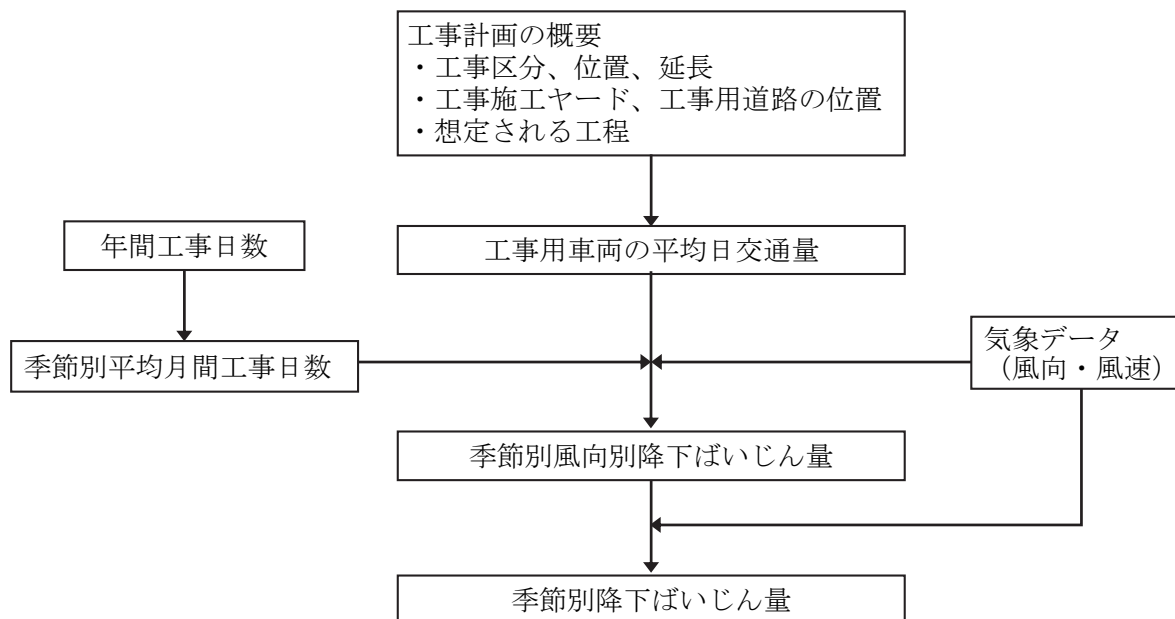 工事計画の概要
・工事区分、位置、延長
・工事施工ヤード、工事用道路の位置
・想定される工程
年間工事日数
工事用車両の平均日交通量
季節別平均月間工事日数
気象データ
（風向・風速）
季節別風向別降下ばいじん量
季節別降下ばいじん量